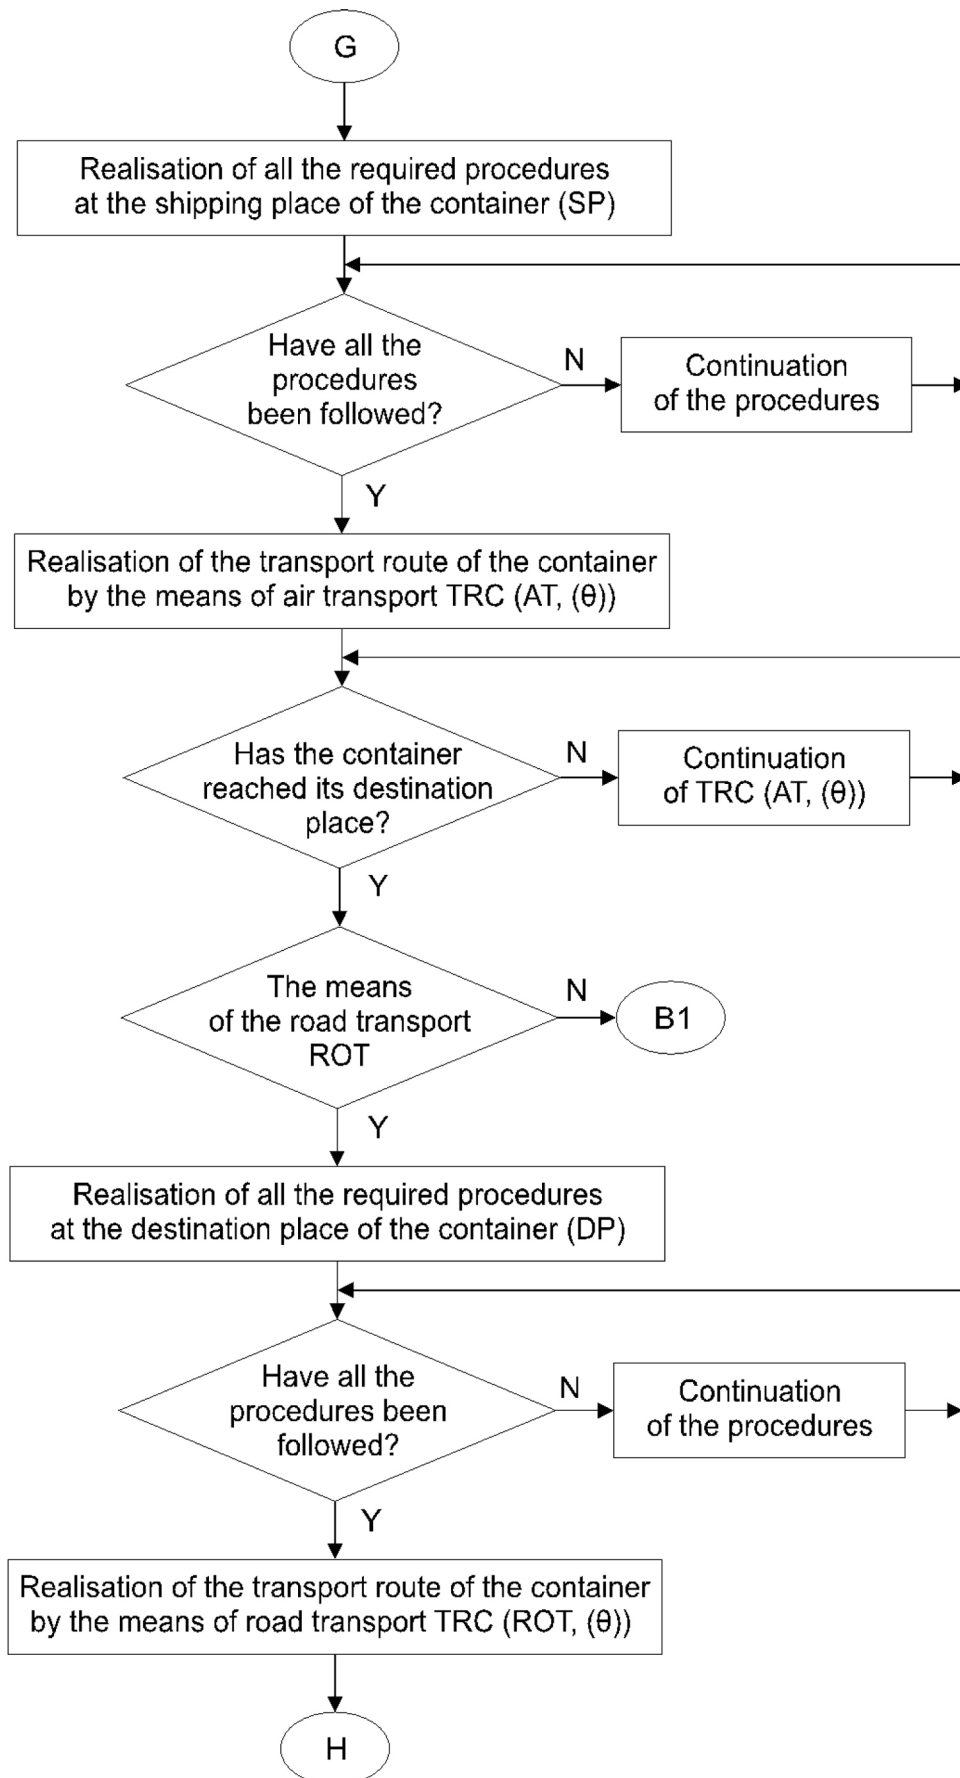 G
Realisation of all the required procedures
at the shipping place of the container (SP)
Have all the
procedures
been followed?
N
Continuation
of the procedures
Y
Realisation of the transport route of the container
by the means of air transport TRC (AT, (θ))
Has the container
reached its destination
place?
N
Continuation
of TRC (AT, (θ))
Y
The means
of the road transport
ROT
N
B1
Y
Realisation of all the required procedures
at the destination place of the container (DP)
Have all the
procedures been
followed?
N
Continuation
of the procedures
Y
Realisation of the transport route of the container
by the means of road transport TRC (ROT, (θ))
H